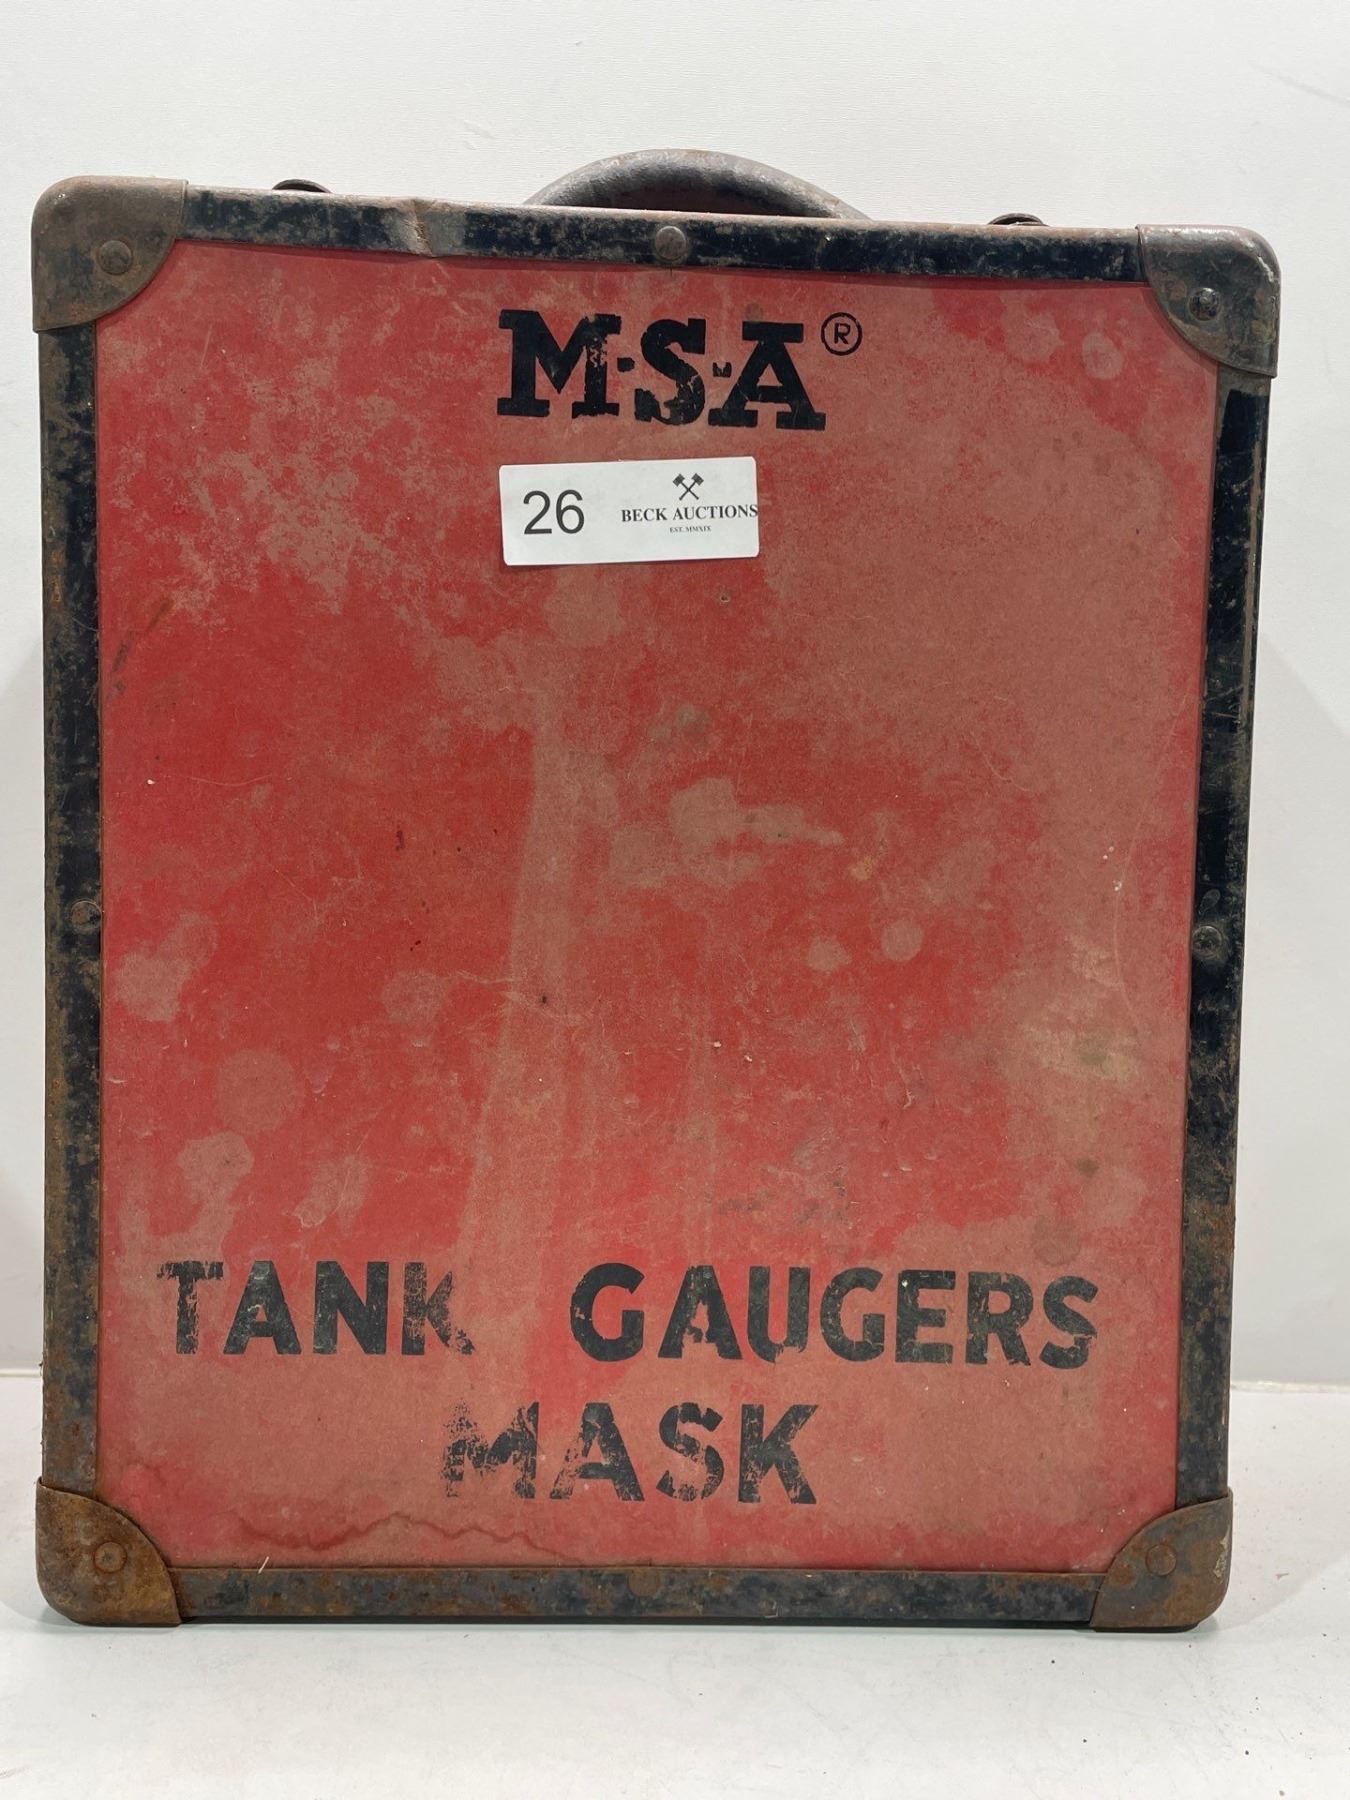 M·S·A®
26
BECK AUCTIONS
EST. MMXIX
TANK GAUGERS
MASK